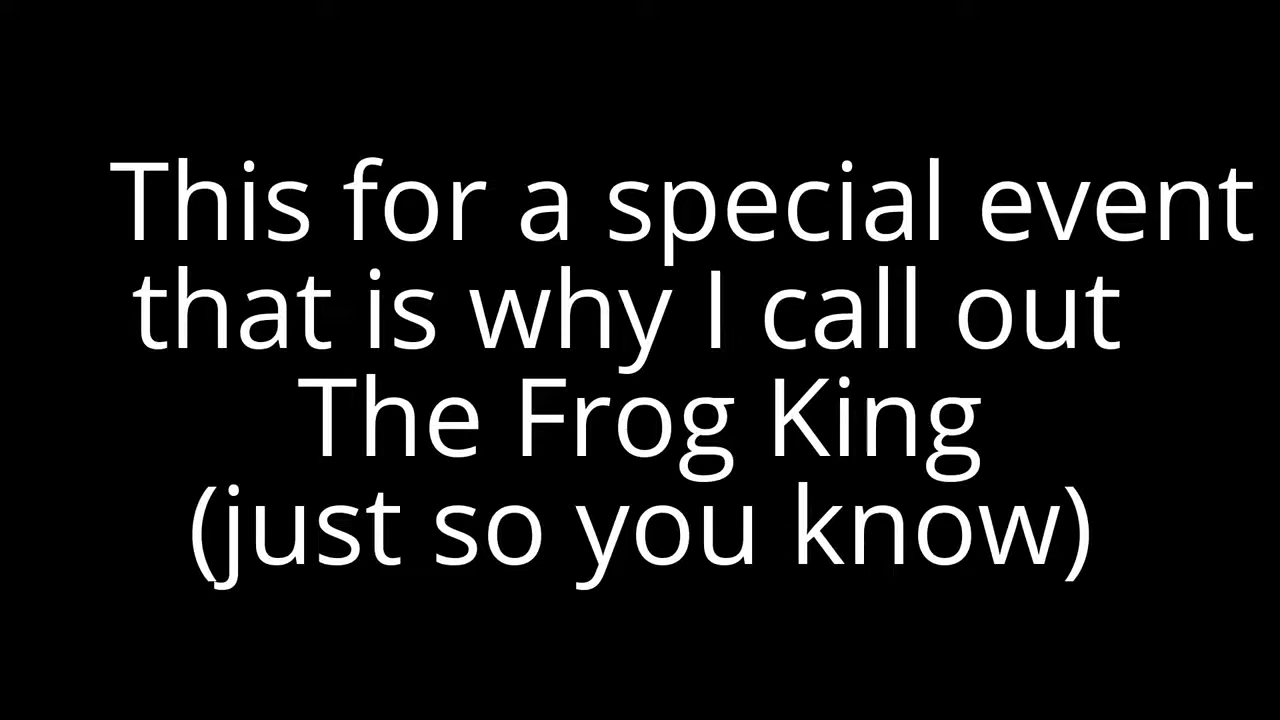 This for a special event
that is why I call out
The Frog King
(just so you know)